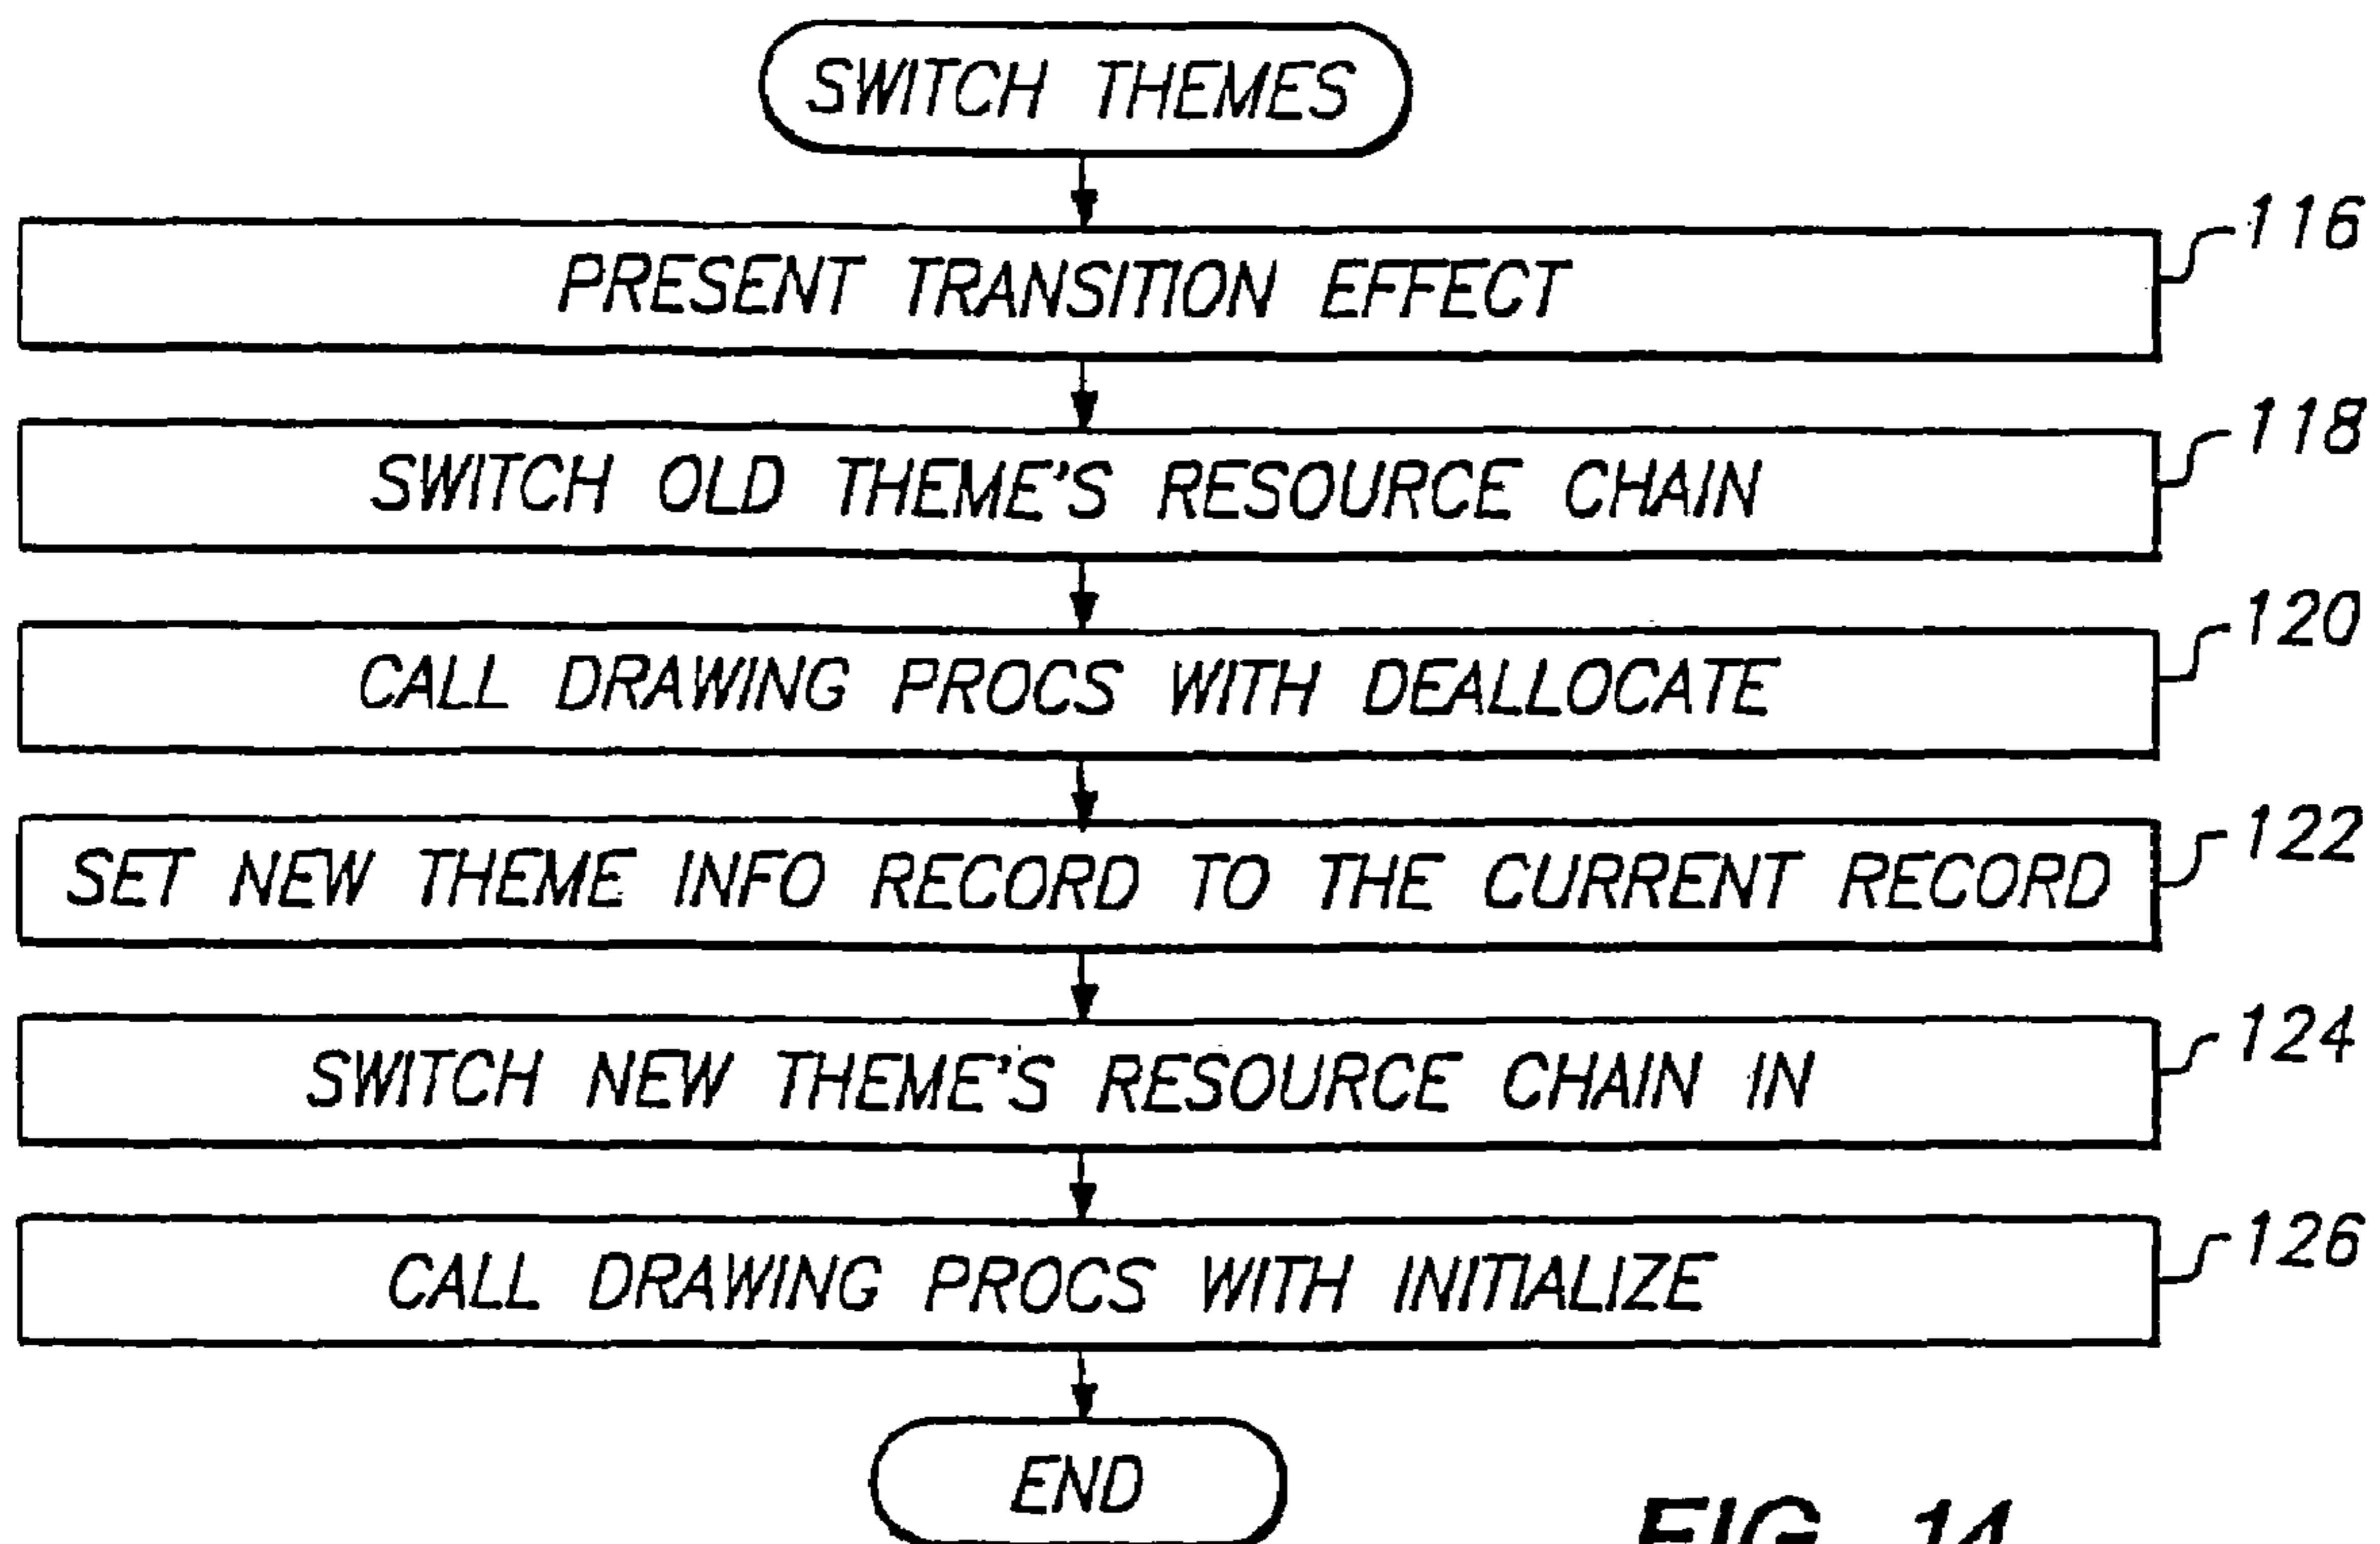 SWITCH THEMES
PRESENT TRANSITION EFFECT
116
SWITCH OLD THEME'S RESOURCE CHAIN
118
CALL DRAWING PROCS WITH DEALLOCATE
120
SET NEW THEME INFO RECORD TO THE CURRENT RECORD
122
SWITCH NEW THEME'S RESOURCE CHAIN IN
124
CALL DRAWING PROCS WITH INITIALIZE
126
END
FIG. 14